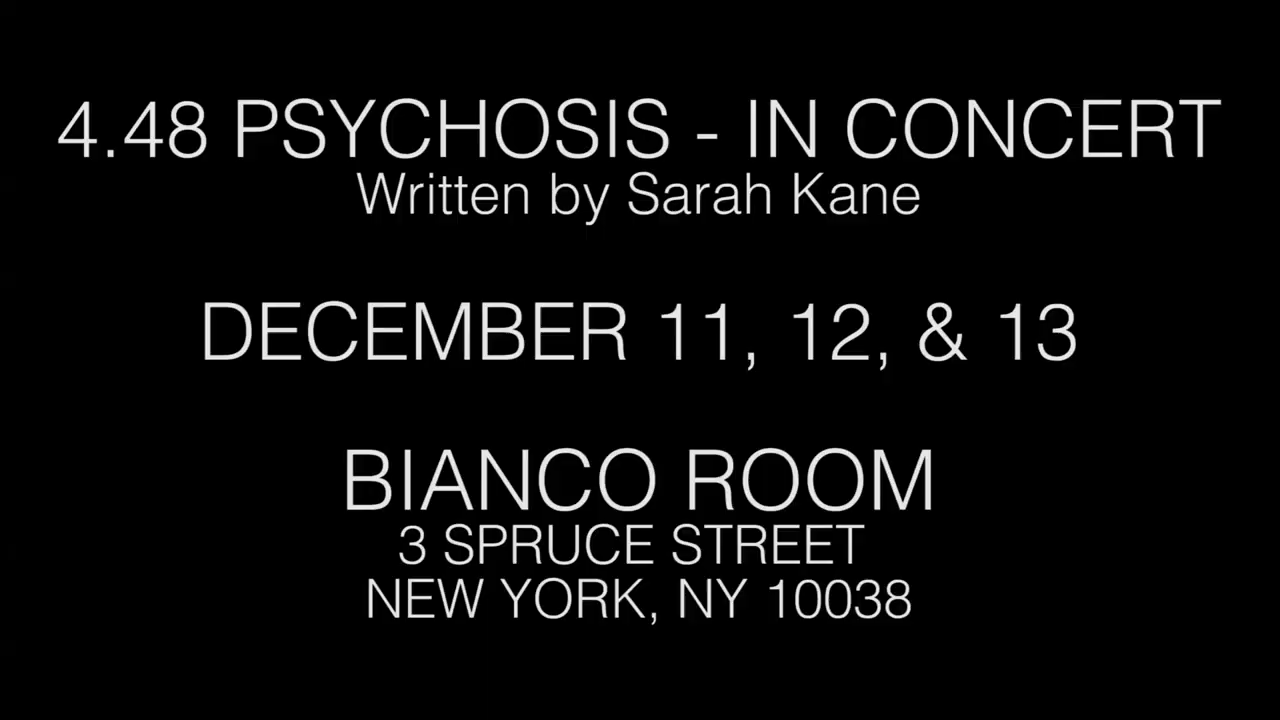 4.48 PSYCHOSIS - IN CONCERT
Written by Sarah Kane
DECEMBER 11, 12, & 13
BIANCO ROOM
3 SPRUCE STREET
NEW YORK, NY 10038